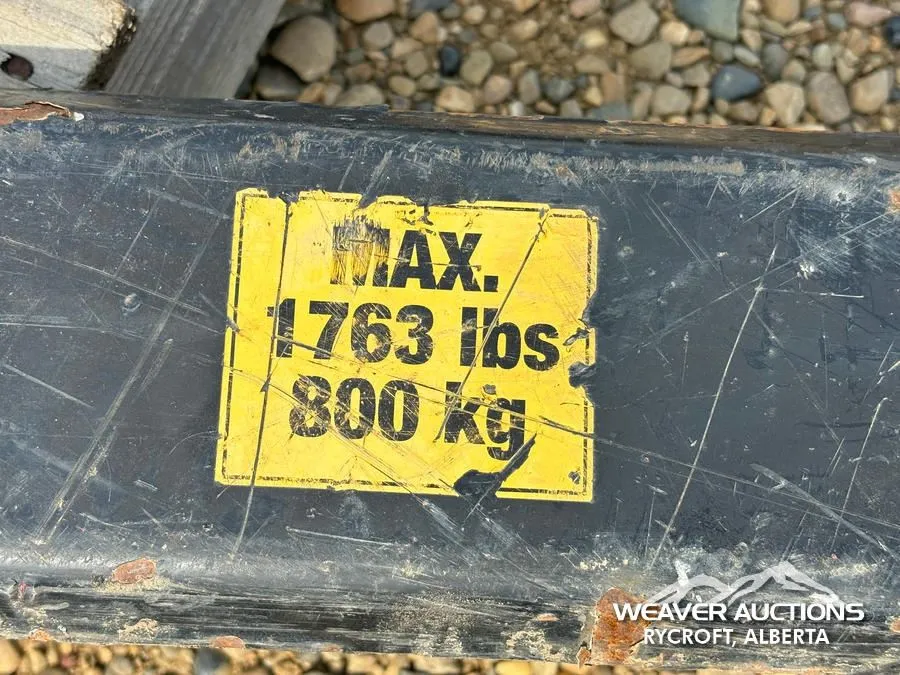 MAX.
1763 lbs
800 kg
WEAVER AUCTIONS
RYCROFT, ALBERTA